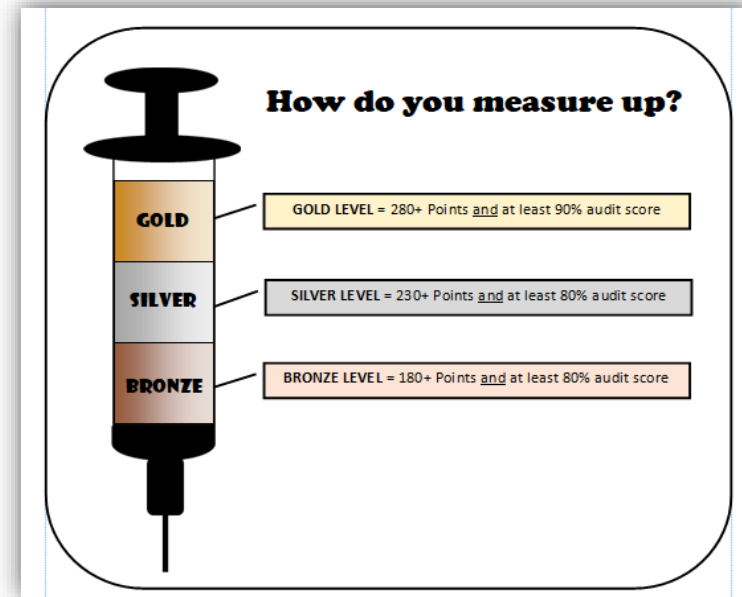 How do you measure up?
GOLD
GOLD LEVEL = 280+ Points and at least 90% audit score
SILVER
SILVER LEVEL = 230+ Points and at least 80% audit score
BRONZE
BRONZE LEVEL = 180+ Points and at least 80% audit score